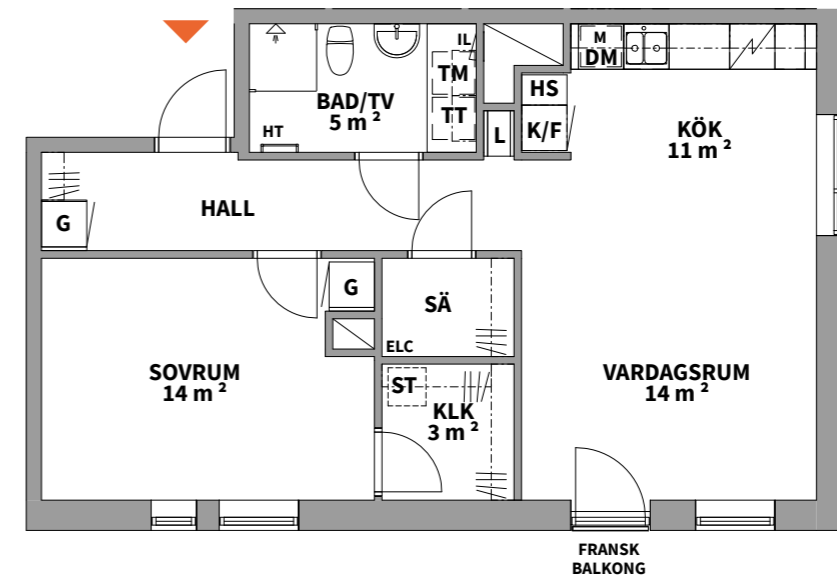 IL
M
DM
TM
BAD/TV
5 m ²
HS
TT
K/F
KÖK
11 m ²
HT
L
HALL
G
G
SÄ
ELC
SOVRUM
14 m ²
ST
KLK
3 m ²
VARDAGSRUM
14 m ²
FRANSK
BALKONG